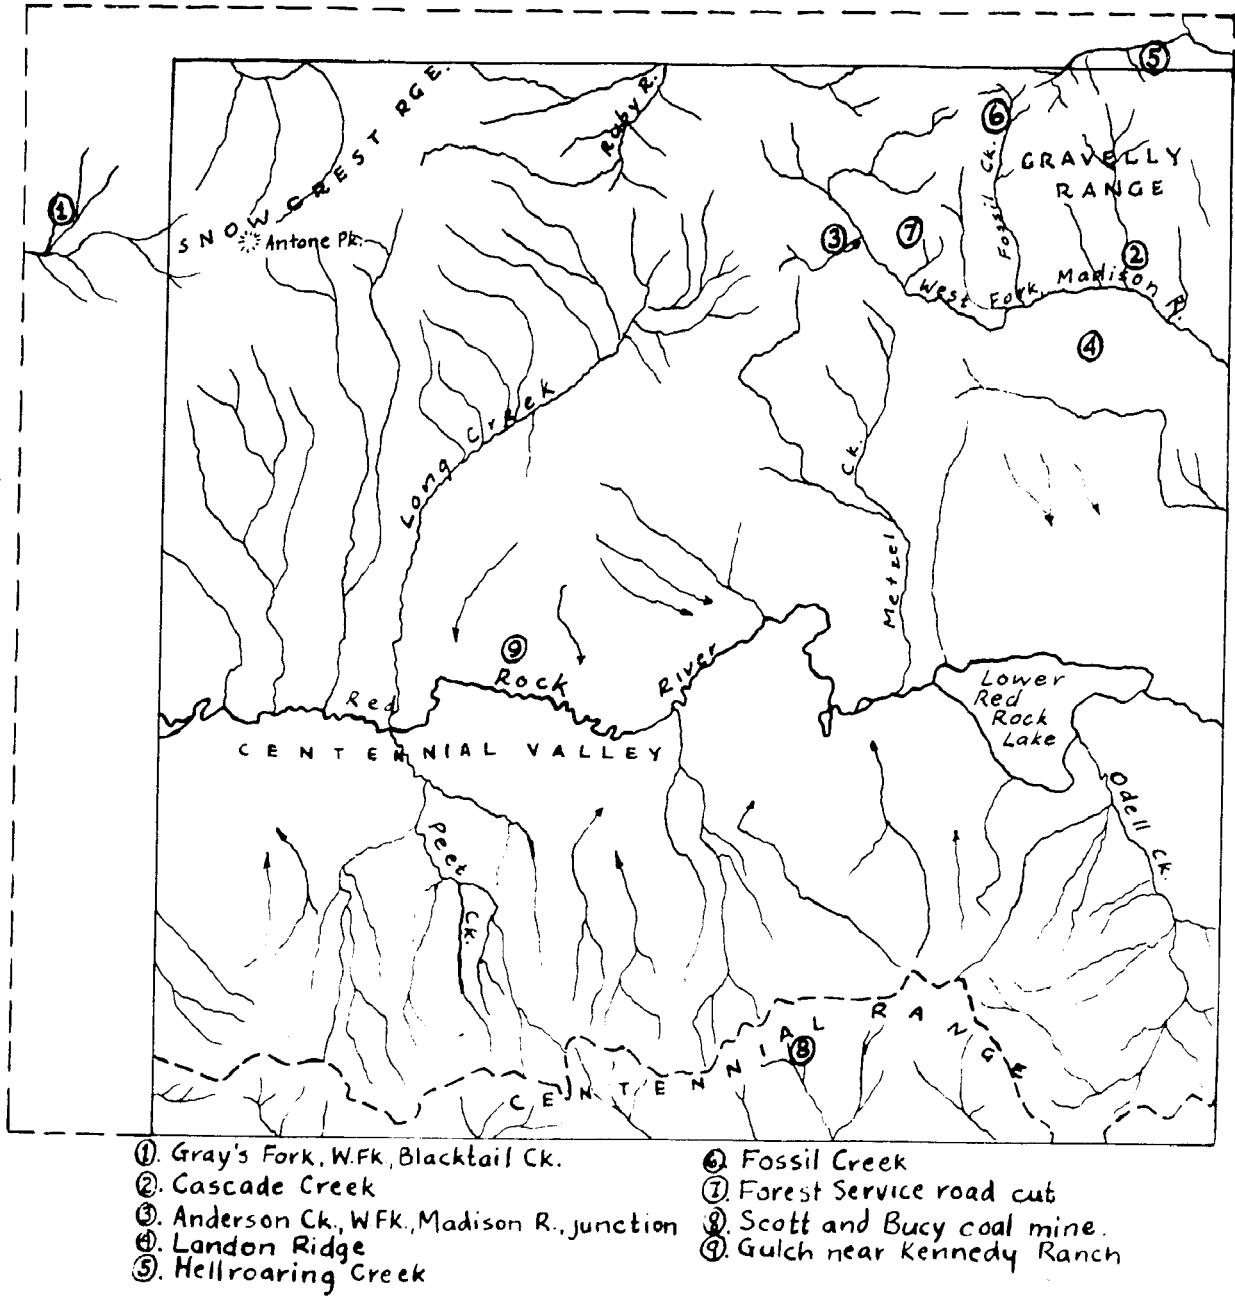 SNOWCREST RGE.
Ruby R.
⑤
⑥
Fossil Ck.
GRAVELLY
RANGE
①
Antone Pk.
③
⑦
②
West Fork Madison R.
④
Long Creek
Metzel Ck.
⑨
Red Rock River
Lower
Red
Rock
Lake
CENTENNIAL VALLEY
Odell Ck.
Peet Ck.
⑧
CENTENNIAL RANGE
①. Gray's Fork, W.Fk, Blacktail Ck.
②. Cascade Creek
③. Anderson Ck., W.Fk., Madison R., junction
④. Landon Ridge
⑤. Hellroaring Creek
⑥. Fossil Creek
⑦. Forest Service road cut
⑧. Scott and Bucy coal mine.
⑨. Gulch near Kennedy Ranch